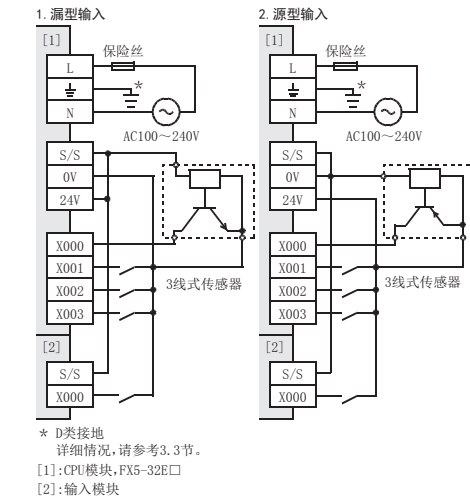 1.漏型输入
[1]
保险丝
L
*
N
AC100～240V
S/S
0V
24V
X000
X001
X002
X003
3线式传感器
[2]
S/S
X000
2.源型输入
[1]
保险丝
L
*
N
AC100～240V
S/S
0V
24V
X000
X001
X002
X003
3线式传感器
[2]
S/S
X000
* D类接地
详细情况,请参考3.3节。
[1]:CPU模块,FX5-32E□
[2]:输入模块